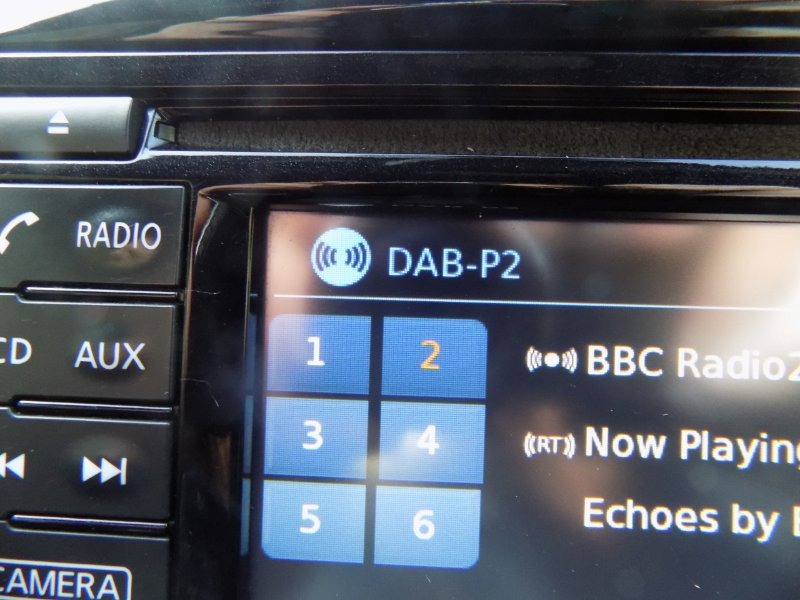 RADIO
CD AUX
CAMERA
DAB-P2
1 2
3 4
5 6
BBC Radio2
(RT) Now Playing
Echoes by